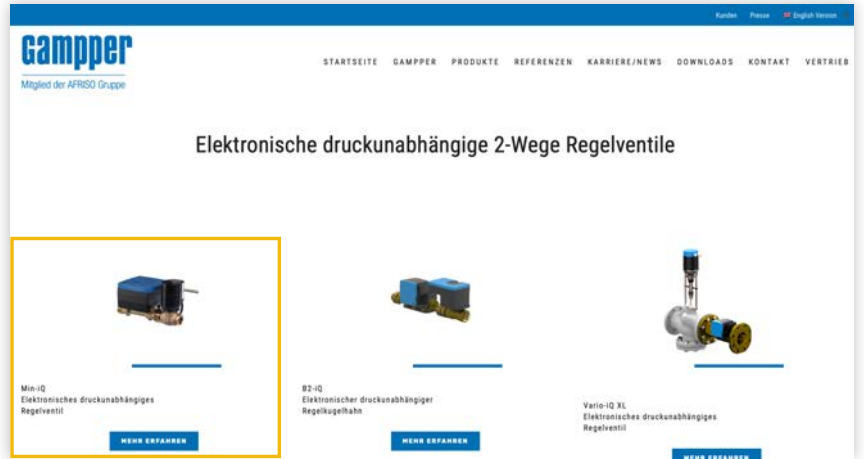 Kunden Presse English Version
Gampper
Mitglied der AFRISO Gruppe
STARTSEITE GAMPPER PRODUKTE REFERENZEN KARRIERE/NEWS DOWNLOADS KONTAKT VERTRIEB
Elektronische druckunabhängige 2-Wege Regelventile
Min-iQ
Elektronisches druckunabhängiges
Regelventil
MEHR ERFAHREN
B2-iQ
Elektronischer druckunabhängiger
Regelkugelhahn
MEHR ERFAHREN
Vario-iQ XL
Elektronisches druckunabhängiges
Regelventil
MEHR ERFAHREN